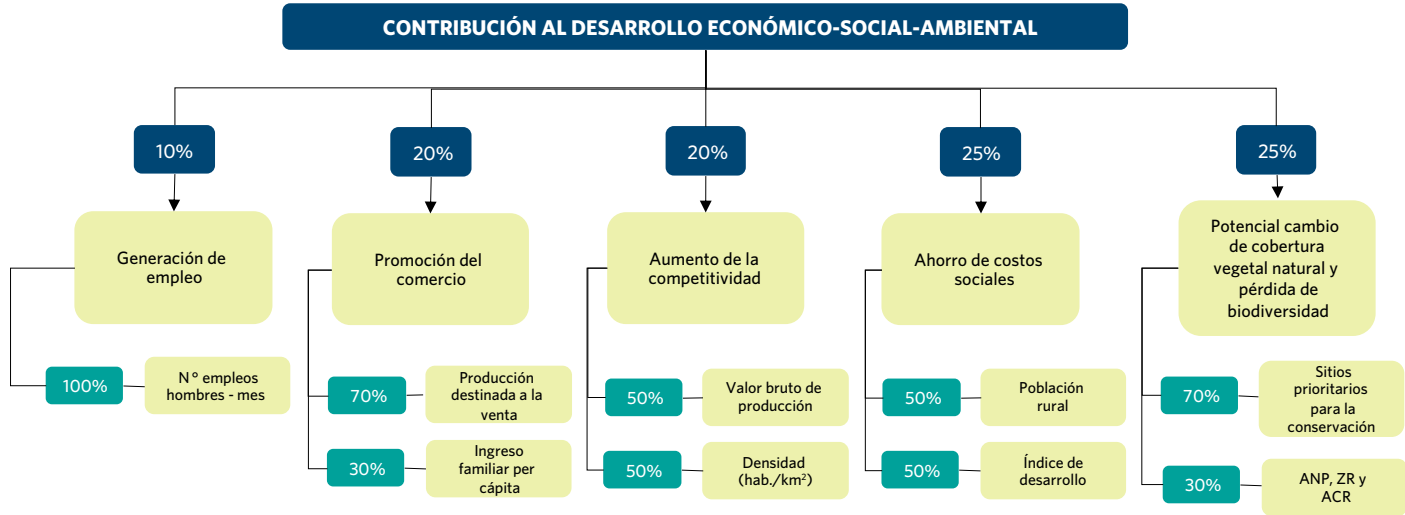 CONTRIBUCIÓN AL DESARROLLO ECONÓMICO-SOCIAL-AMBIENTAL
10%
20%
20%
25%
25%
Generación de
empleo
Promoción del
comercio
Aumento de la
competitividad
Ahorro de costos
sociales
Potencial cambio
de cobertura
vegetal natural y
pérdida de
biodiversidad
100%
N° empleos
hombres - mes
70%
Producción
destinada a la
venta
50%
Valor bruto de
producción
50%
Población
rural
70%
Sitios
prioritarios
para la
conservación
30%
Ingreso
familiar per
cápita
50%
Densidad
(hab./km²)
50%
Índice de
desarrollo
30%
ANP, ZR y
ACR